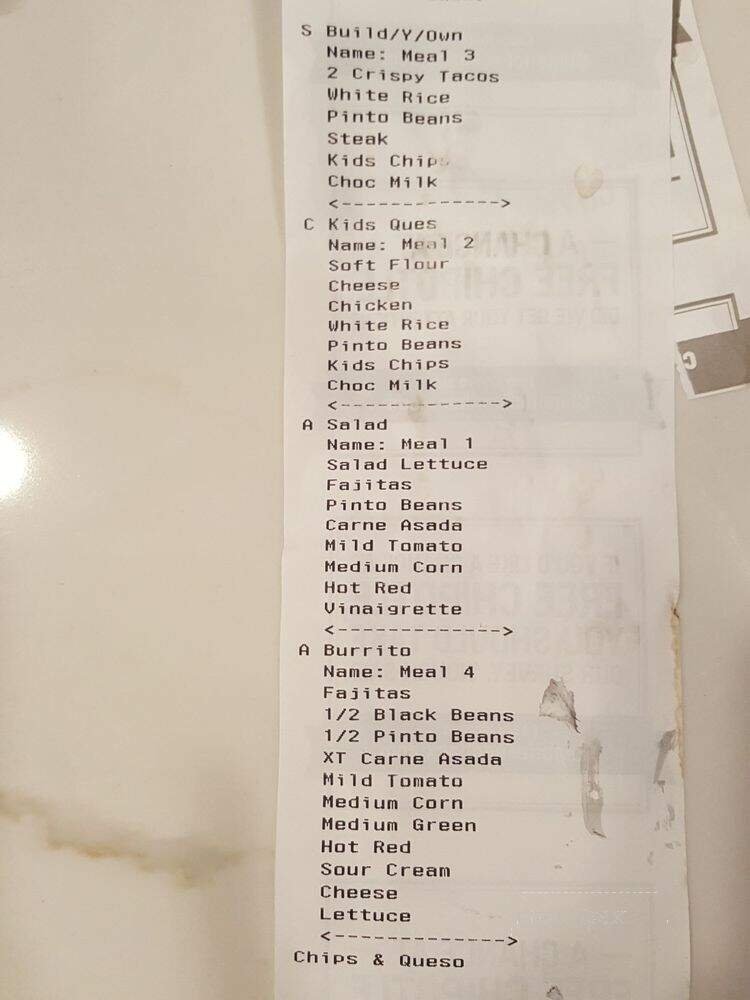 S Build/Y/Own
Name: Meal 3
2 Crispy Tacos
White Rice
Pinto Beans
Steak
Kids Chips
Choc Milk
<------------->
C Kids Ques
Name: Meal 2
Soft Flour
Cheese
Chicken
White Rice
Pinto Beans
Kids Chips
Choc Milk
<------------->
A Salad
Name: Meal 1
Salad Lettuce
Fajitas
Pinto Beans
Carne Asada
Mild Tomato
Medium Corn
Hot Red
Vinaigrette
<------------->
A Burrito
Name: Meal 4
Fajitas
1/2 Black Beans
1/2 Pinto Beans
XT Carne Asada
Mild Tomato
Medium Corn
Medium Green
Hot Red
Sour Cream
Cheese
Lettuce
<------------->
Chips & Queso